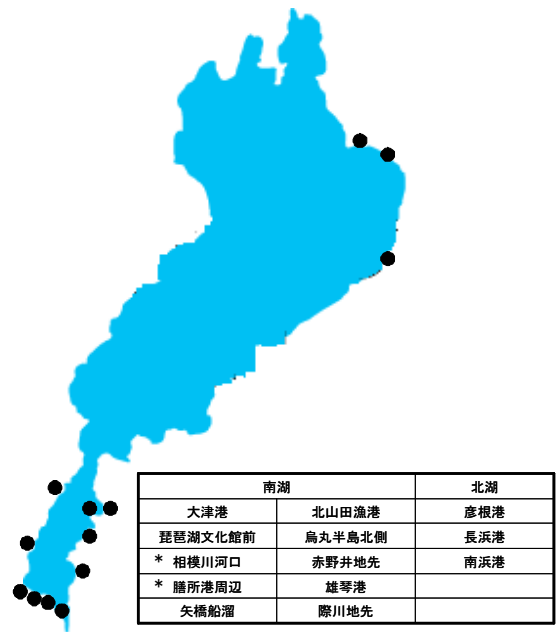 南湖 北湖
大津港 北山田漁港 彦根港
琵琶湖文化館前 烏丸半島北側 長浜港
* 相模川河口 赤野井地先 南浜港
* 膳所港周辺 雄琴港
矢橋船溜 際川地先